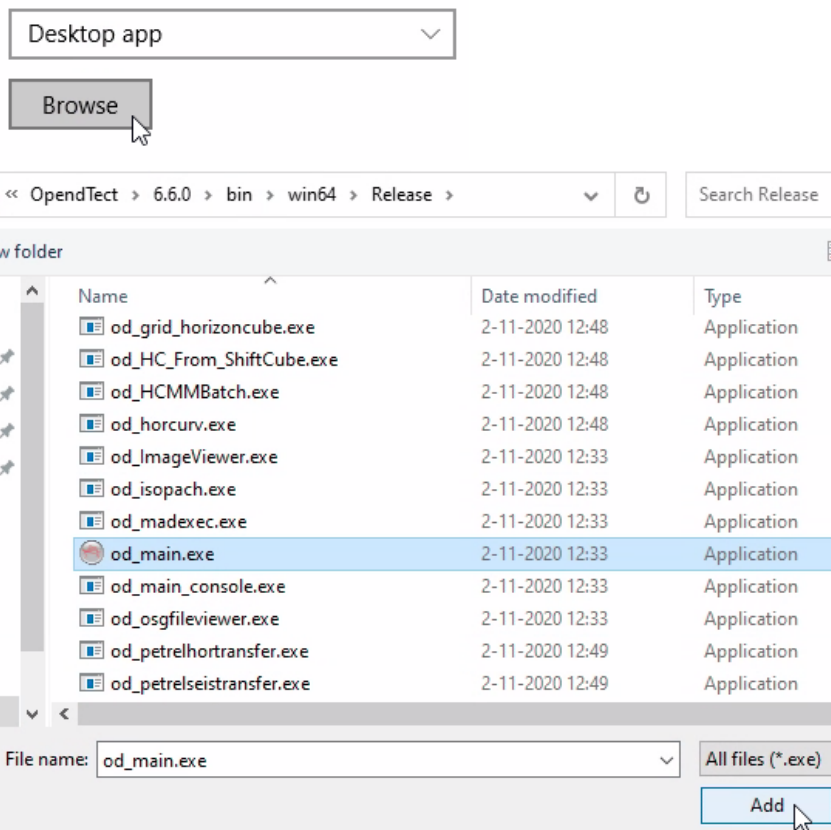 Desktop app
Browse
« OpendTect > 6.6.0 > bin > win64 > Release > Search Release
w folder
Name Date modified Type
od_grid_horizoncube.exe 2-11-2020 12:48 Application
od_HC_From_ShiftCube.exe 2-11-2020 12:48 Application
od_HCMMBatch.exe 2-11-2020 12:48 Application
od_horcurv.exe 2-11-2020 12:48 Application
od_ImageViewer.exe 2-11-2020 12:33 Application
od_isopach.exe 2-11-2020 12:33 Application
od_madexec.exe 2-11-2020 12:33 Application
od_main.exe 2-11-2020 12:33 Application
od_main_console.exe 2-11-2020 12:33 Application
od_osgfileviewer.exe 2-11-2020 12:33 Application
od_petrelhortransfer.exe 2-11-2020 12:49 Application
od_petrelseistransfer.exe 2-11-2020 12:49 Application
File name: od_main.exe All files (*.exe)
Add